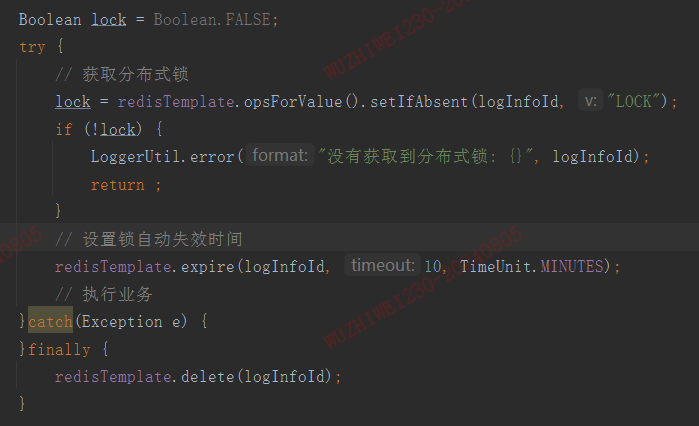 Boolean lock = Boolean.FALSE;
try {
// 获取分布式锁
lock = redisTemplate.opsForValue().setIfAbsent(logInfoId, v: "LOCK");
if (!lock) {
LoggerUtil.error( format: "没有获取到分布式锁: {}", logInfoId);
return ;
}
// 设置锁自动失效时间
redisTemplate.expire(logInfoId, timeout: 10, TimeUnit.MINUTES);
// 执行业务
}catch(Exception e) {
}finally {
redisTemplate.delete(logInfoId);
}